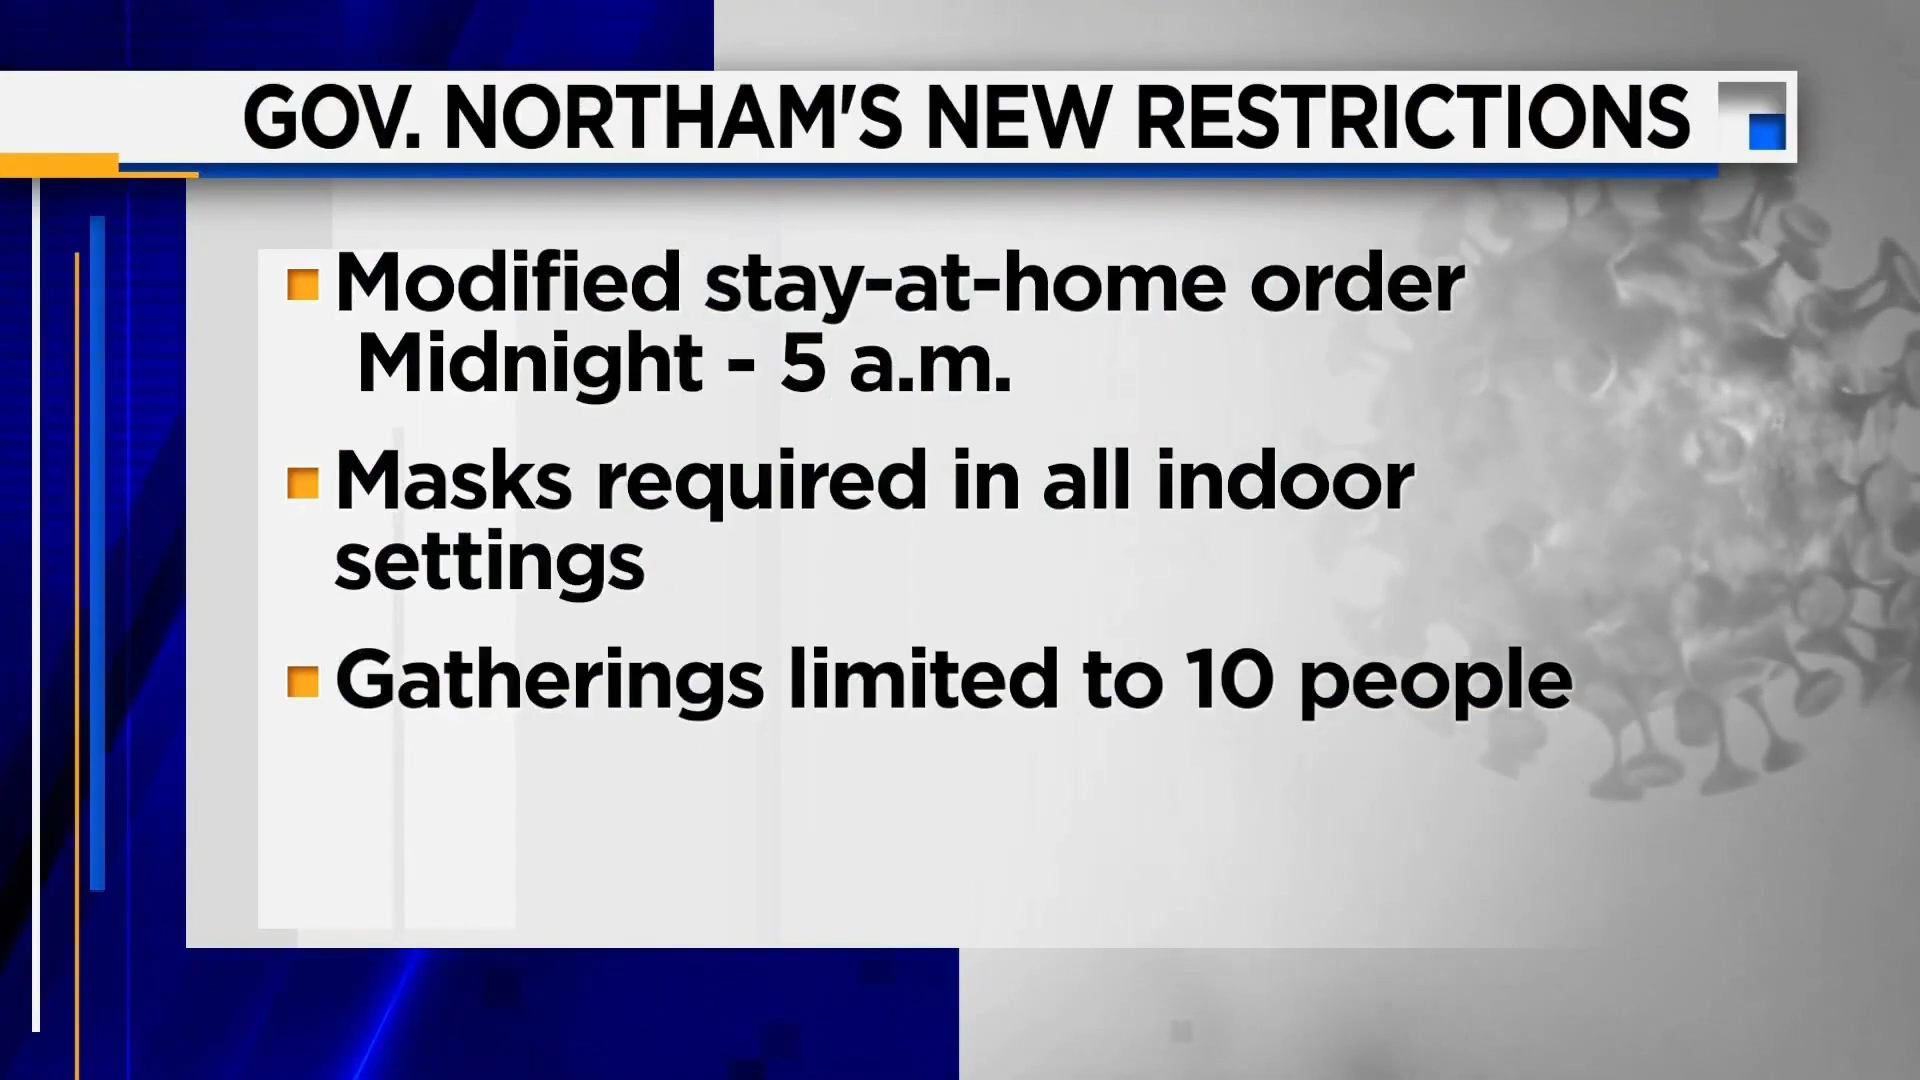 GOV. NORTHAM'S NEW RESTRICTIONS
Modified stay-at-home order
Midnight - 5 a.m.
Masks required in all indoor
settings
Gatherings limited to 10 people